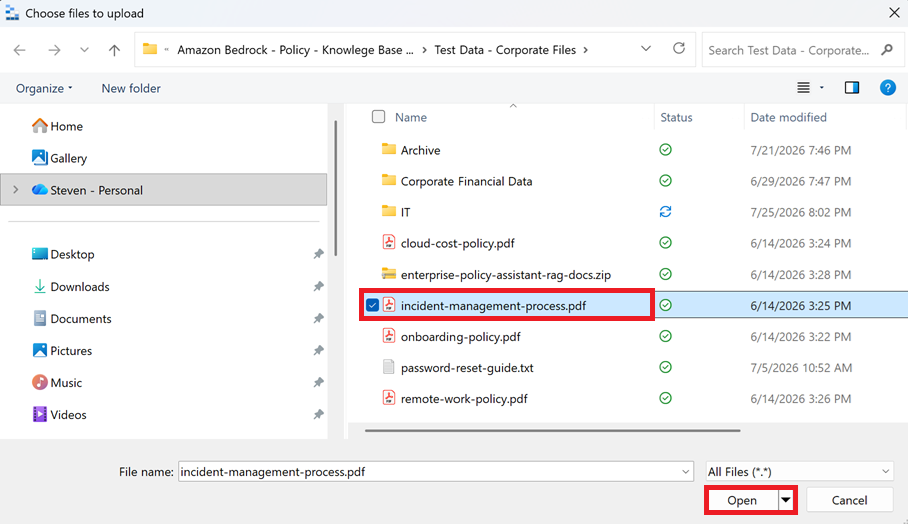 Choose files to upload
Amazon Bedrock - Policy - Knowlege Base ... Test Data - Corporate Files
Search Test Data - Corporate...
Organize New folder
Home
Gallery
Steven - Personal
Desktop
Downloads
Documents
Pictures
Music
Videos
Name Status Date modified
Archive 7/21/2026 7:46 PM
Corporate Financial Data 6/29/2026 7:47 PM
IT 7/25/2026 8:02 PM
cloud-cost-policy.pdf 6/14/2026 3:24 PM
enterprise-policy-assistant-rag-docs.zip 6/14/2026 3:28 PM
incident-management-process.pdf 6/14/2026 3:25 PM
onboarding-policy.pdf 6/14/2026 3:22 PM
password-reset-guide.txt 7/5/2026 10:52 AM
remote-work-policy.pdf 6/14/2026 3:26 PM
File name: incident-management-process.pdf All Files (*.*)
Open Cancel